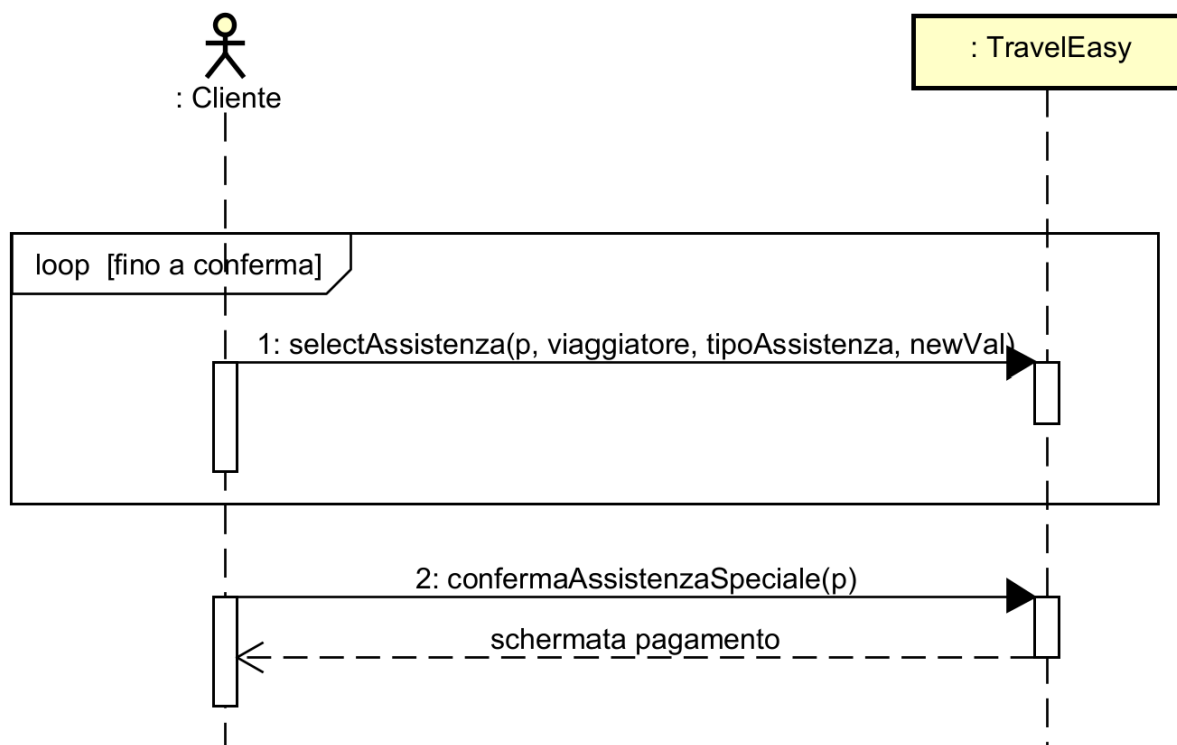 : Cliente
: TravelEasy
loop [fino a conferma]
1: selectAssistenza(p, viaggiatore, tipoAssistenza, newVal)
2: confermaAssistenzaSpeciale(p)
schermata pagamento